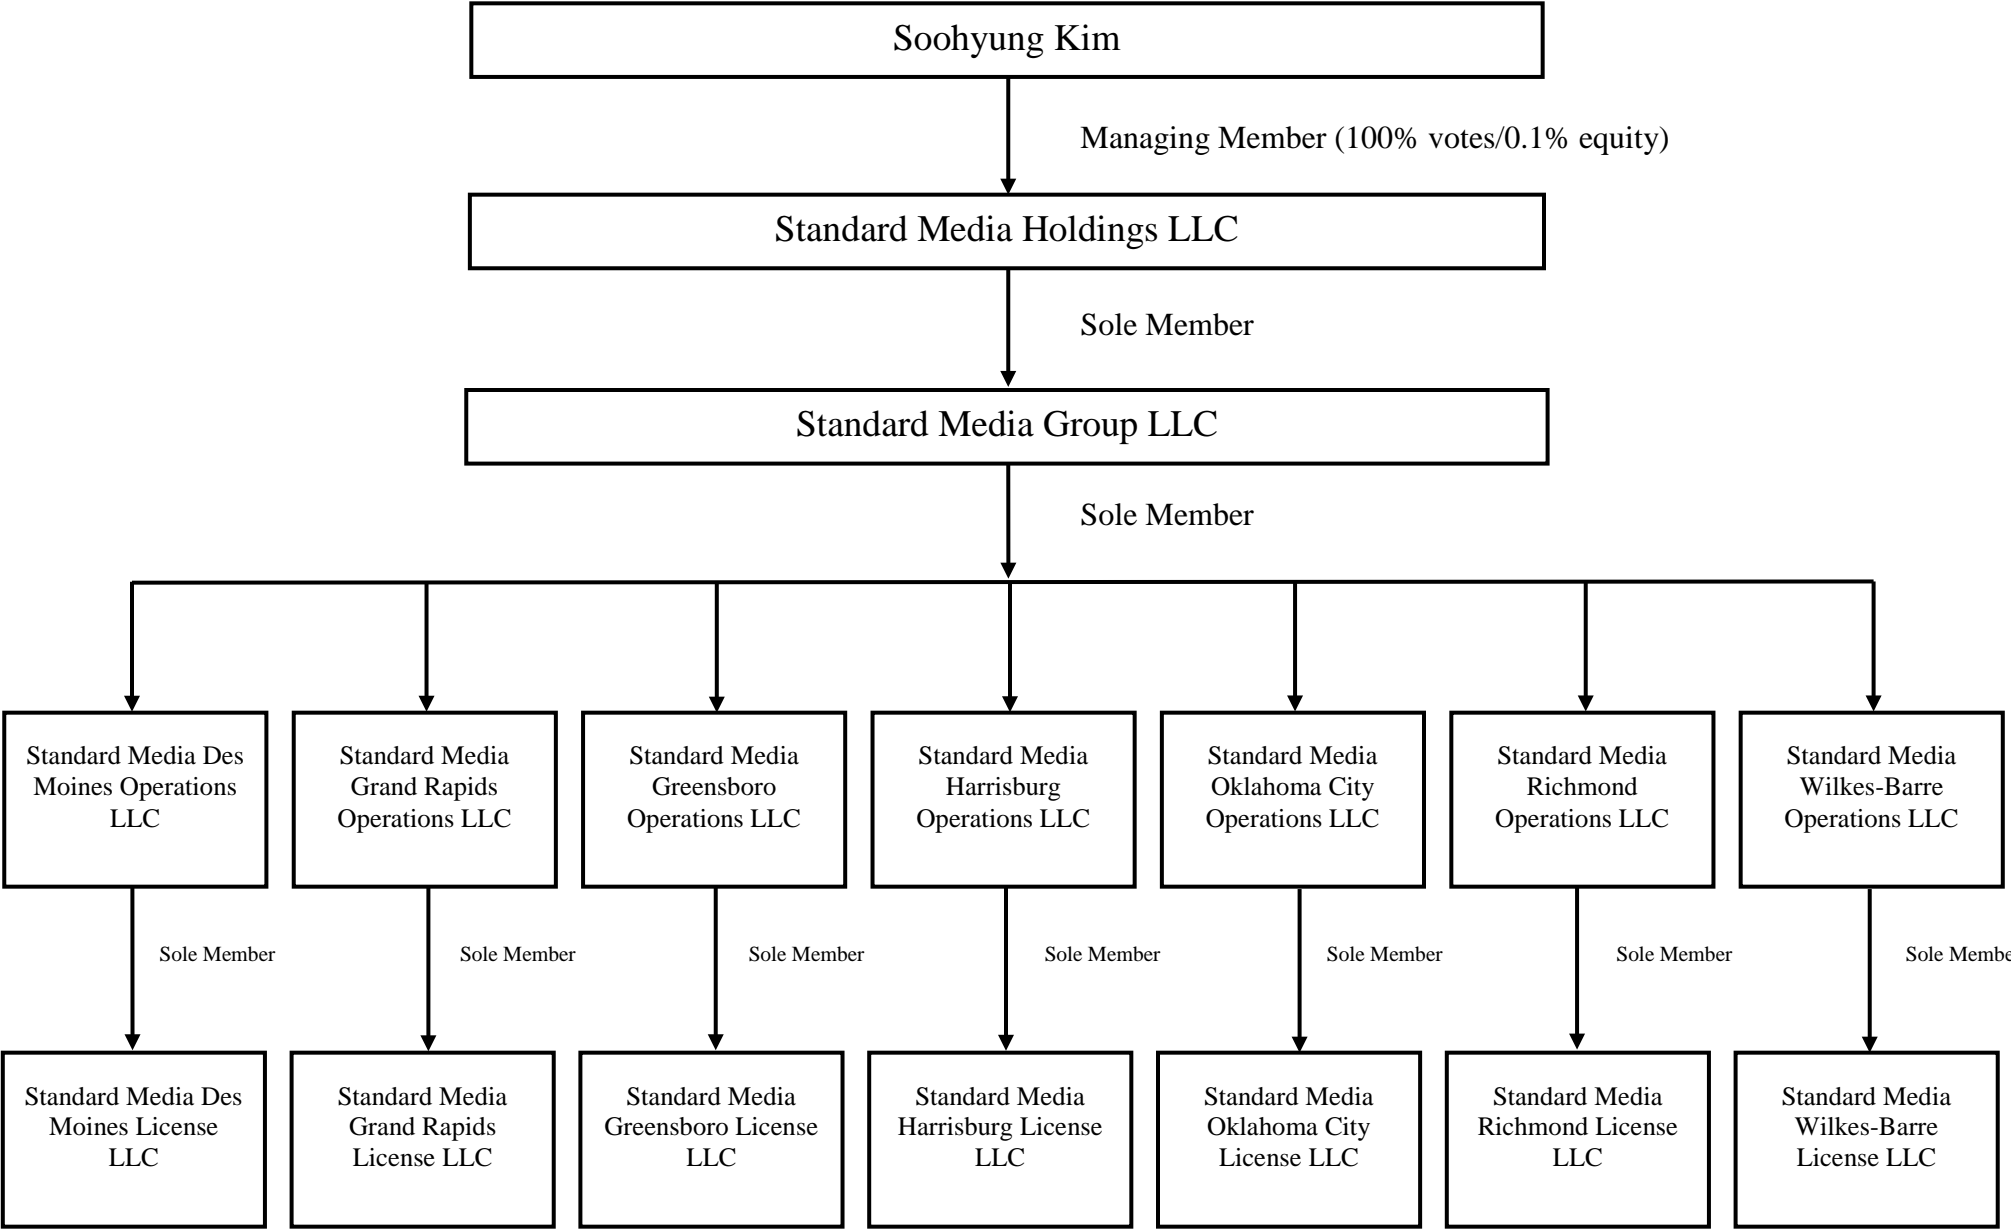 Soohyung Kim
Managing Member (100% votes/0.1% equity)
Standard Media Holdings LLC
Sole Member
Standard Media Group LLC
Sole Member
Standard Media Des
Moines Operations
LLC
Standard Media
Grand Rapids
Operations LLC
Standard Media
Greensboro
Operations LLC
Standard Media
Harrisburg
Operations LLC
Standard Media
Oklahoma City
Operations LLC
Standard Media
Richmond
Operations LLC
Standard Media
Wilkes-Barre
Operations LLC
Sole Member
Sole Member
Sole Member
Sole Member
Sole Member
Sole Member
Sole Membe
Standard Media Des
Moines License
LLC
Standard Media
Grand Rapids
License LLC
Standard Media
Greensboro License
LLC
Standard Media
Harrisburg License
LLC
Standard Media
Oklahoma City
License LLC
Standard Media
Richmond License
LLC
Standard Media
Wilkes-Barre
License LLC